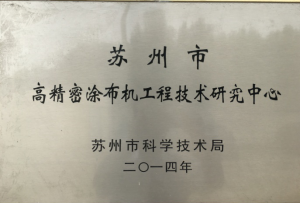 苏州市
高精密涂布机工程技术研究中心
苏州市科学技术局
二〇一四年